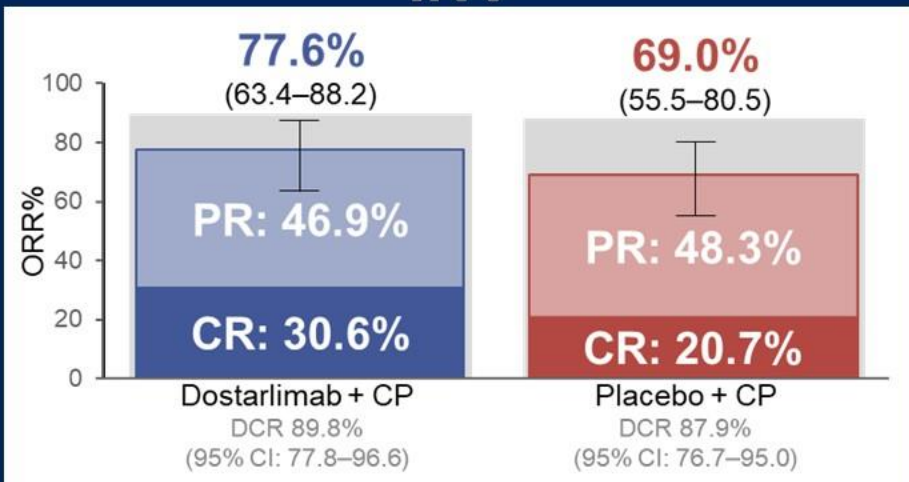 77.6%
(63.4–88.2)
69.0%
(55.5–80.5)
ORR%
100
80
60
40
20
0
PR: 46.9%
CR: 30.6%
PR: 48.3%
CR: 20.7%
Dostarlimab + CP
DCR 89.8%
(95% CI: 77.8–96.6)
Placebo + CP
DCR 87.9%
(95% CI: 76.7–95.0)